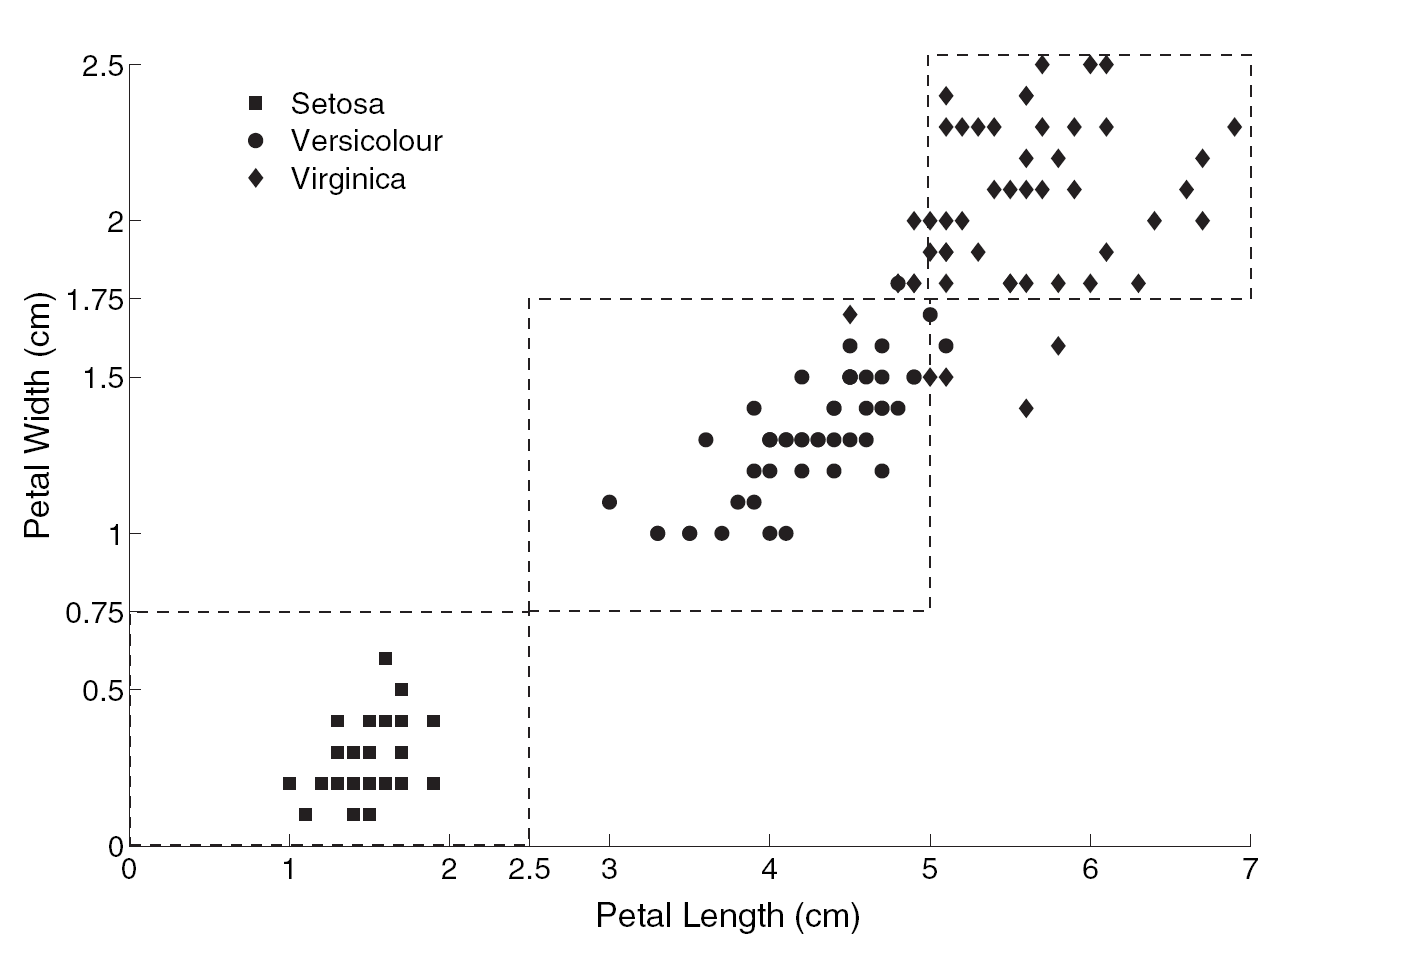 2.5
Setosa
Versicolour
Virginica
2
1.75
1.5
1
0.75
0.5
0
0 1 2 2.5 3 4 5 6 7
Petal Width (cm)
Petal Length (cm)